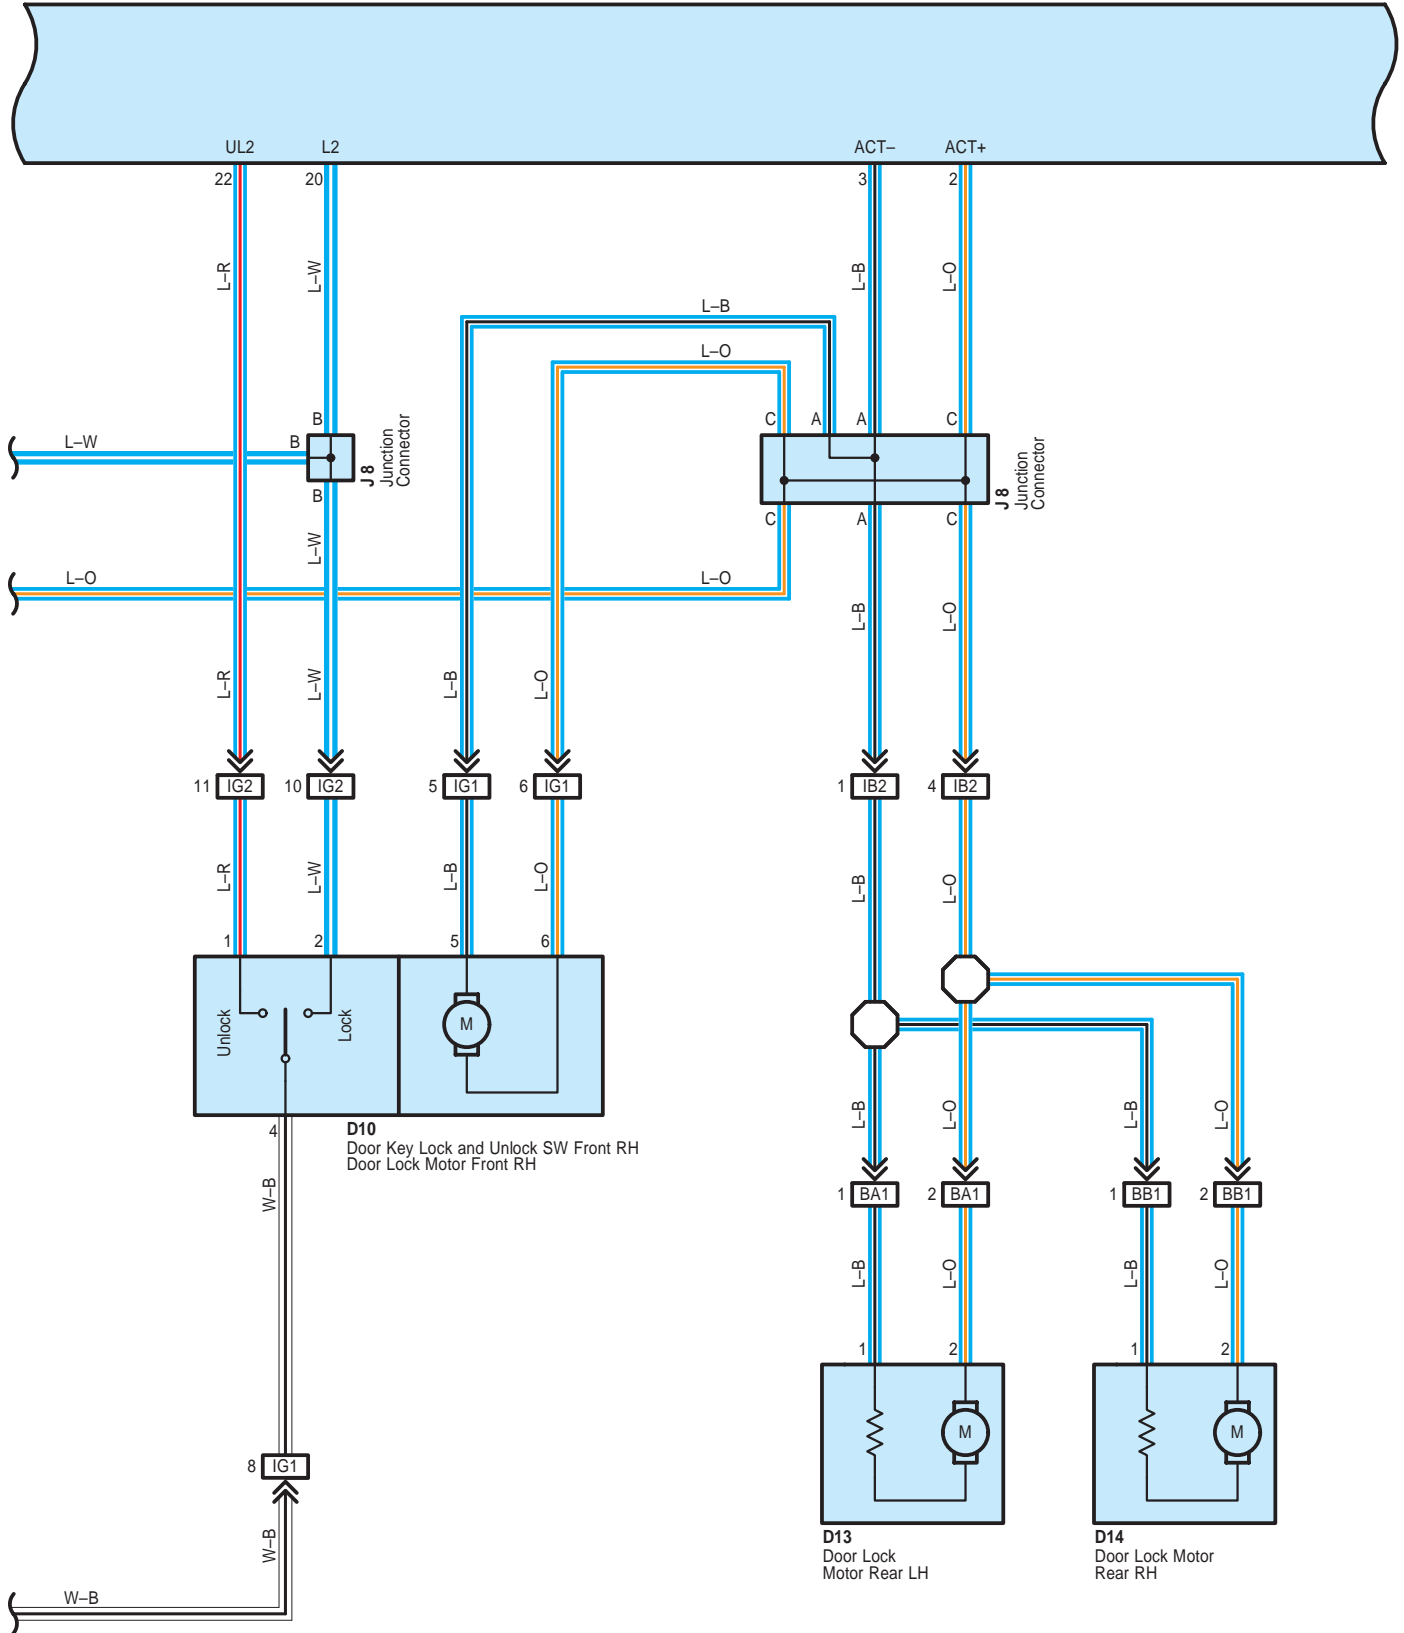 UL2 L2 ACT– ACT+
22 20 3 2
L–R L–W L–B L–O
L–B
L–O
B C A A C
L–W B J 8 Junction Connector J 8 Junction Connector
B C A C
L–W
L–O L–O
L–B L–O
L–R L–W L–B L–O
11 IG2 10 IG2 5 IG1 6 IG1 1 IB2 4 IB2
L–R L–W L–B L–O L–B L–O
1 2 5 6
Unlock Lock M
4 D10
Door Key Lock and Unlock SW Front RH
Door Lock Motor Front RH
L–B L–O L–B L–O
W–B 1 BA1 2 BA1 1 BB1 2 BB1
L–B L–O L–B L–O
1 2 1 2
M M
8 IG1
W–B
D13 D14
Door Lock Door Lock Motor
Motor Rear LH Rear RH
W–B